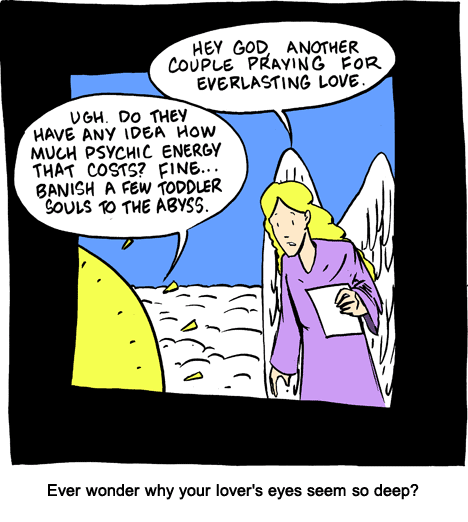 HEY GOD, ANOTHER
COUPLE PRAYING FOR
EVERLASTING LOVE.
UGH. DO THEY
HAVE ANY IDEA HOW
MUCH PSYCHIC ENERGY
THAT COSTS? FINE...
BANISH A FEW TODDLER
SOULS TO THE ABYSS.
Ever wonder why your lover's eyes seem so deep?